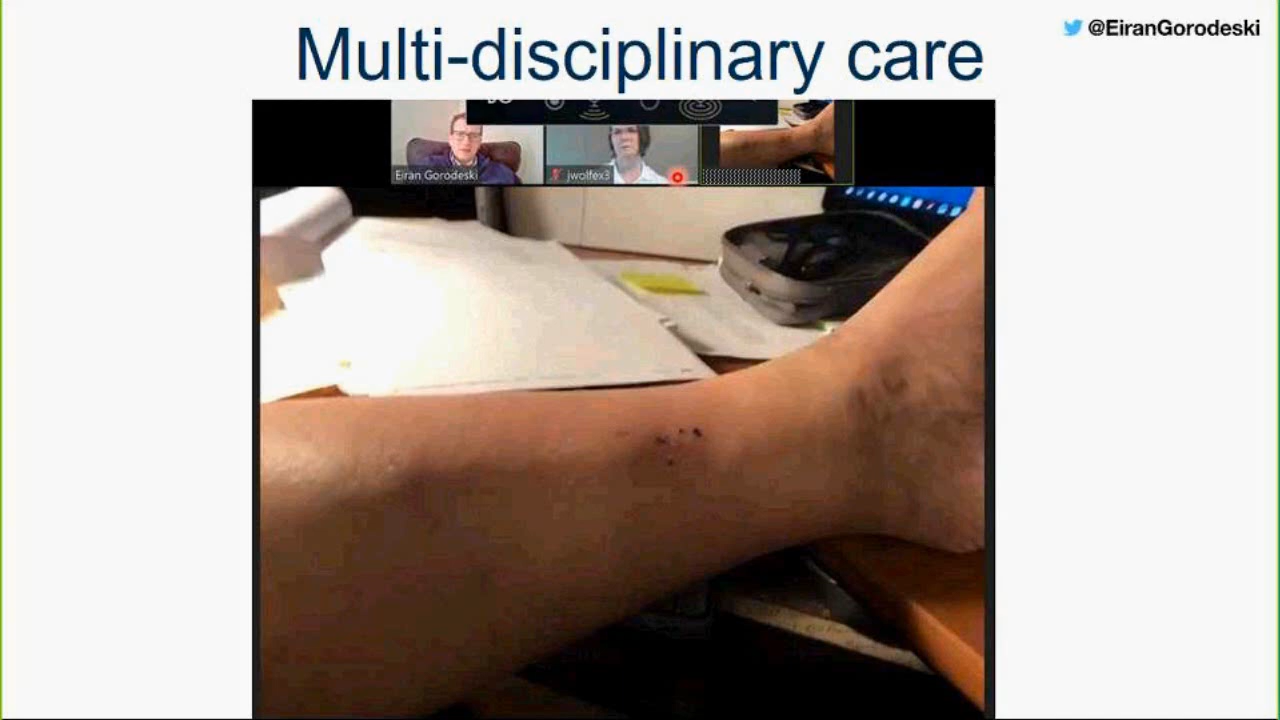 Multi-disciplinary care
@EiranGorodeski
Eiran Gorodeski
jwolfex3